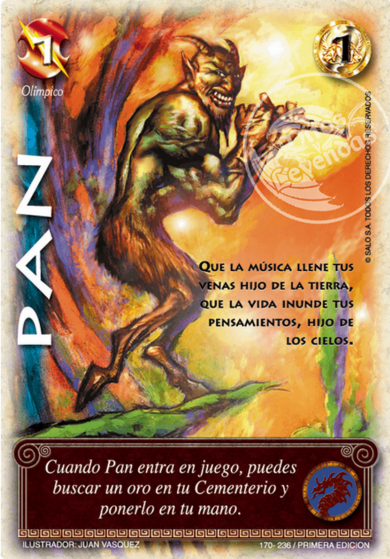 1
1
Olímpico
Mitos
Leyendas
© SALO S.A. TODOS LOS DERECHOS RESERVADOS
PAN
QUE LA MÚSICA LLENE TUS
VENAS HIJO DE LA TIERRA,
QUE LA VIDA INUNDE TUS
PENSAMIENTOS, HIJO DE
LOS CIELOS.
Cuando Pan entra en juego, puedes
buscar un oro en tu Cementerio y
ponerlo en tu mano.
ILUSTRADOR: JUAN VASQUEZ
170- 236 / PRIMERA EDICION